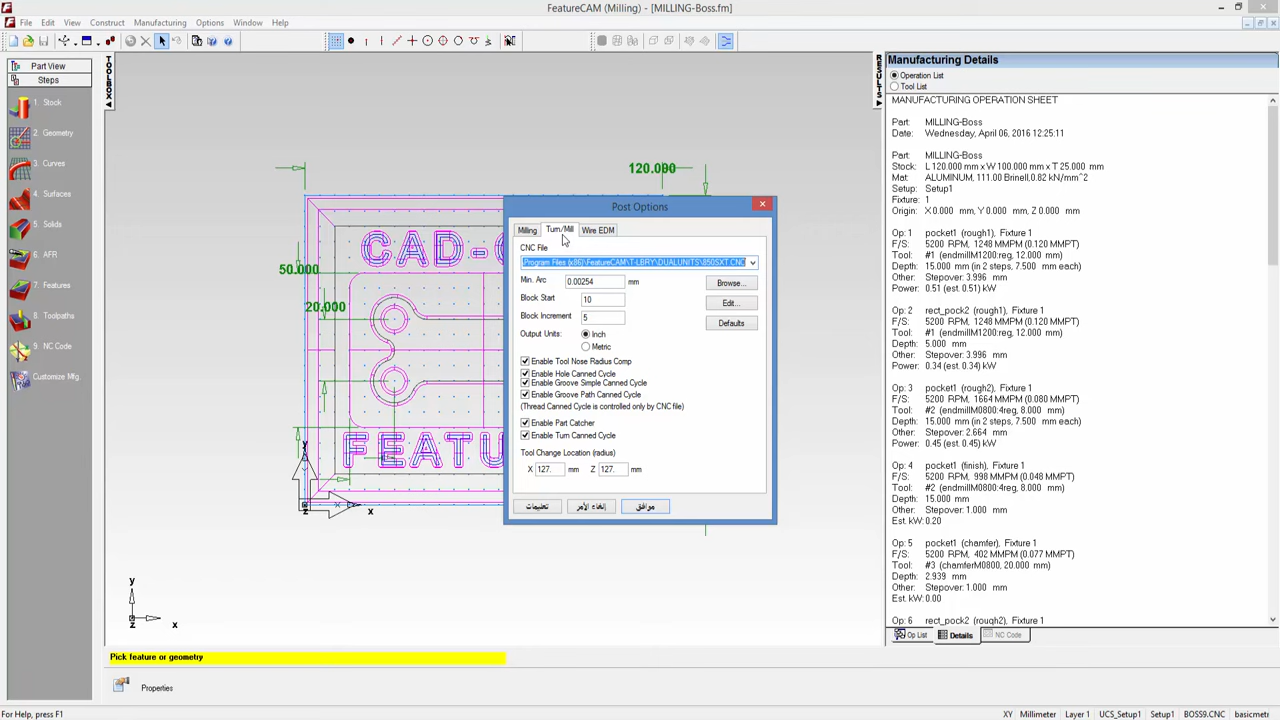 FeatureCAM (Milling) - [MILLING-Boss.fm]
File Edit View Construct Manufacturing Options Window Help
Part View
Steps
1. Stock
2. Geometry
3. Curves
4. Surfaces
5. Solids
6. AFR
7. Features
8. Toolpaths
9. NC Code
Customize Mfg.
TOOLBOX
RESULTS
120.000
50.000
20.000
CAD-C
FEATU
y
x
z
y
x
z
Post Options
Milling Turn/Mill Wire EDM
CNC File
Program Files (x86)\FeatureCAM\T-LBRY\DUALUNITS\850SXT.CNC
Min. Arc 0.00254 mm Browse...
Block Start 10 Edit...
Block Increment 5 Defaults
Output Units: Inch
Metric
Enable Tool Nose Radius Comp
Enable Hole Canned Cycle
Enable Groove Simple Canned Cycle
Enable Groove Path Canned Cycle
(Thread Canned Cycle is controlled only by CNC file)
Enable Part Catcher
Enable Turn Canned Cycle
Tool Change Location (radius)
X 127. mm Z 127. mm
تعليمات إلغاء الأمر موافق
Manufacturing Details
Operation List
Tool List
MANUFACTURING OPERATION SHEET
Part: MILLING-Boss
Date: Wednesday, April 06, 2016 12:25:11
Part: MILLING-Boss
Stock: L 120.000 mm x W 100.000 mm x T 25.000 mm
Mat: ALUMINUM, 111.00 Brinell,0.82 kN/mm^2
Setup: Setup1
Fixture: 1
Origin: X 0.000 mm, Y 0.000 mm, Z 0.000 mm
Op: 1 pocket1 (rough1), Fixture 1
F/S: 5200 RPM, 1248 MMPM (0.080 MMPT)
Tool: #1 (endmillM1200:reg, 12.000 mm)
Depth: 15.000 mm (in 2 steps, 7.500 mm each)
Other: Stepover: 3.996 mm
Power: 0.51 (est. 0.51) kW
Op: 2 rect_pock2 (rough1), Fixture 1
F/S: 5200 RPM, 1248 MMPM (0.080 MMPT)
Tool: #1 (endmillM1200:reg, 12.000 mm)
Depth: 5.000 mm
Other: Stepover: 3.996 mm
Power: 0.34 (est. 0.34) kW
Op: 3 pocket1 (rough2), Fixture 1
F/S: 5200 RPM, 1664 MMPM (0.080 MMPT)
Tool: #2 (endmillM0800:4reg, 8.000 mm)
Depth: 15.000 mm (in 2 steps, 7.500 mm each)
Other: Stepover: 2.664 mm
Power: 0.45 (est. 0.45) kW
Op: 4 pocket1 (finish), Fixture 1
F/S: 5200 RPM, 998 MMPM (0.048 MMPT)
Tool: #2 (endmillM0800:4reg, 8.000 mm)
Depth: 15.000 mm
Other: Stepover: 1.000 mm
Est. kW: 0.20
Op: 5 pocket1 (chamfer), Fixture 1
F/S: 5200 RPM, 402 MMPM (0.077 MMPT)
Tool: #3 (chamferM0800, 20.000 mm)
Depth: 2.939 mm
Other: Stepover: 1.000 mm
Est. kW: 0.00
Op: 6 rect_pock2 (rough2), Fixture 1
Op List Details NC Code
Pick feature or geometry
Properties
For Help, press F1
XY Millimeter Layer 1 UCS_Setup1 Setup1 BOSS9.CNC basicmetri